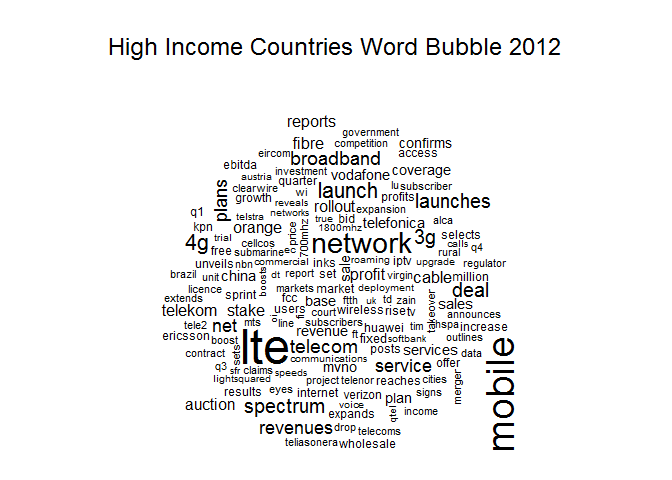 High Income Countries Word Bubble 2012
reports
government
fibre competition confirms
eircom broadband access
ebitda investment vodafone coverage
austria quarter lu subscriber
clearwire wi launch profits launches
plans growth reveals rollout expansion
q1 telstra networks true bid telefonica alca
kpn orange price 1800mhz 3g selects
4g trial cellcos 700mhz network calls q4
free submarine roaming iptv upgrade regulator
unveils nbn commercial inks sale
brazil unit china boosts dt report set profit virgin cable million
licence markets market deployment deal
extends sprint fcc base ftth uk td zain takeover sales
telekom stake users court wireless rise tv announces
tele2 net mts line subscribers huawei tim hspa increase
ericsson boost revenue ft fixed softbank outlines
contract sets lte telecom posts services data
q3 sfr claims communications mvno service offer
lightsquared speeds project telenor reaches cities merger mobile
results eyes internet verizon plan signs
auction spectrum voice expands qtel income
revenues drop telecoms
teliasonera wholesale